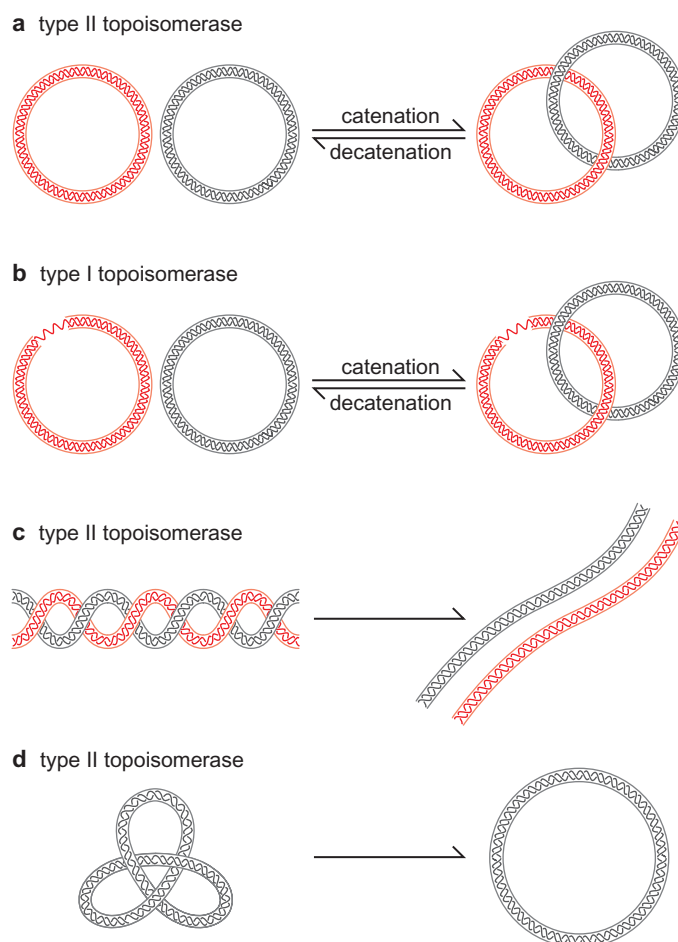 a type II topoisomerase
catenation
decatenation
b type I topoisomerase
catenation
decatenation
c type II topoisomerase
d type II topoisomerase